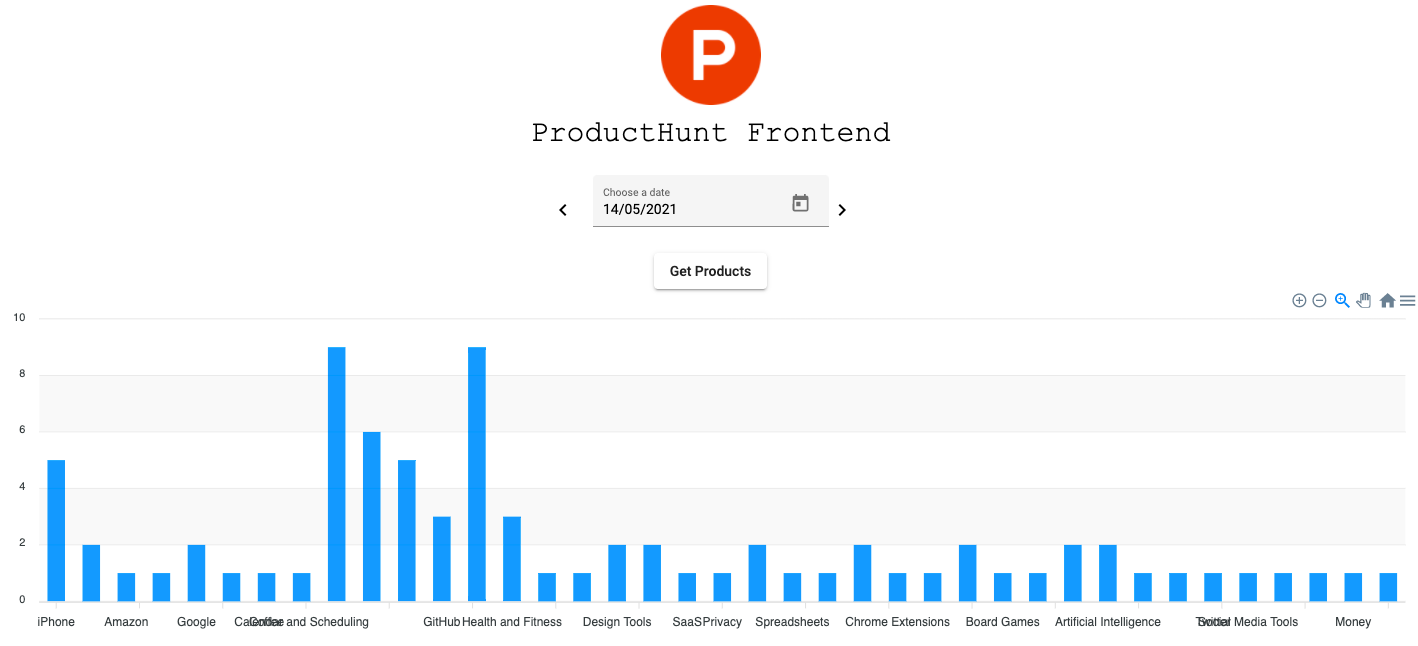 P
ProductHunt Frontend
Choose a date
14/05/2021
Get Products
10
8
6
4
2
0
iPhone Amazon Google Calendar and Scheduling Coffee GitHub Health and Fitness Design Tools SaaS Privacy Spreadsheets Chrome Extensions Board Games Artificial Intelligence Twitter Social Media Tools Money